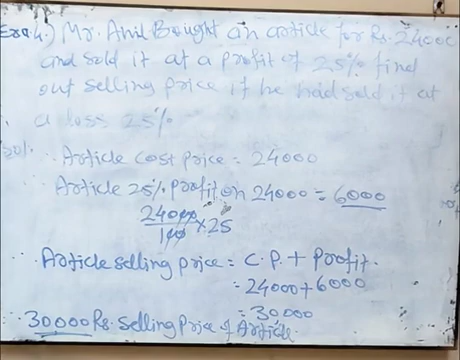 Exa 4.) Mr. Anil Bought an article for Rs. 24000
and sold it at a profit of 25% find
out selling price if he had sold it at
a loss 25%
Sol.
∴ Article cost price = 24000
Article 25% profit on 24000 = 6000
24000/100 × 25
∴ Article selling price = C.P. + Profit.
= 24000 + 6000
= 30000
∴ 30,000 Rs. selling Price of Article.